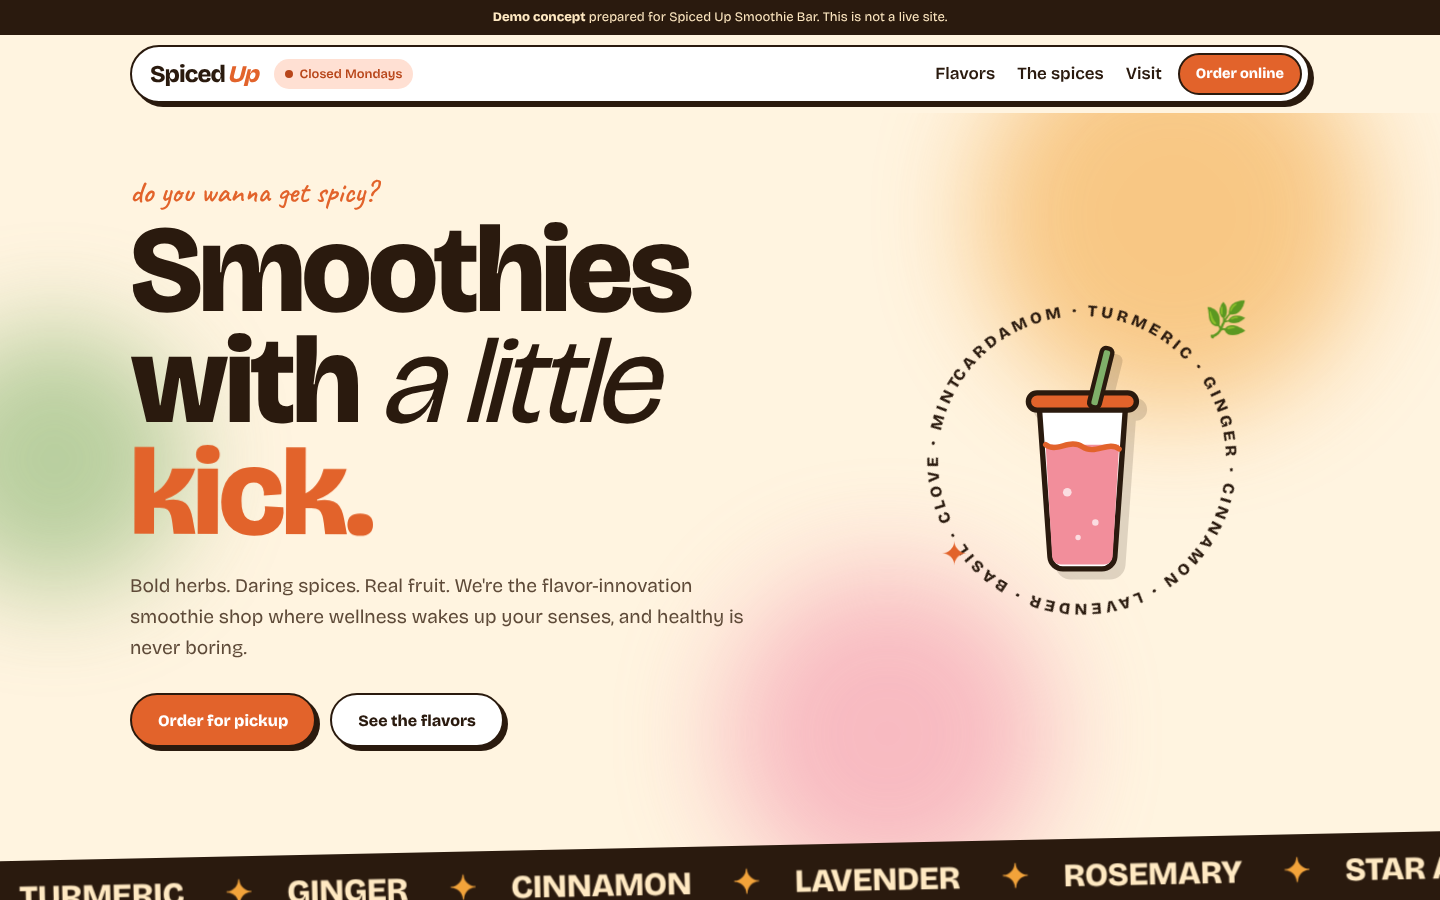 Demo concept prepared for Spiced Up Smoothie Bar. This is not a live site.
Spiced Up
Closed Mondays
Flavors
The spices
Visit
Order online
do you wanna get spicy?
Smoothies
with a little
kick.
CARDAMOM · TURMERIC · GINGER · CINNAMON · LAVENDER · BASIL · CLOVE · MINT
Bold herbs. Daring spices. Real fruit. We're the flavor-innovation
smoothie shop where wellness wakes up your senses, and healthy is
never boring.
Order for pickup
See the flavors
TURMERIC ✦ GINGER ✦ CINNAMON ✦ LAVENDER ✦ ROSEMARY ✦ STAR